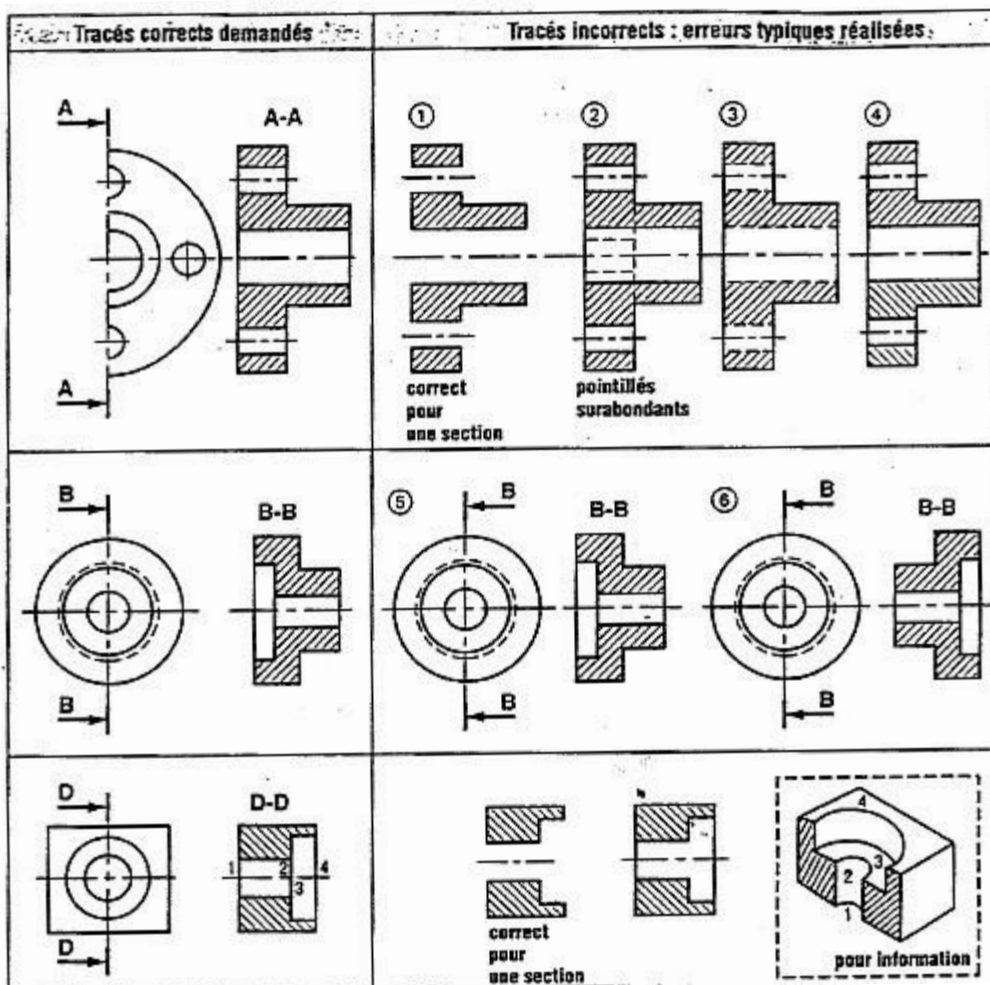 Tracés corrects demandés
Tracés incorrects : erreurs typiques réalisées
A
A-A
A
1
2
3
4
correct
pour
une section
pointillés
surabondants
B
B-B
B
5
B
B-B
B
6
B
B-B
B
D
D-D
1
2
3
4
D
correct
pour
une section
4
3
2
1
pour information